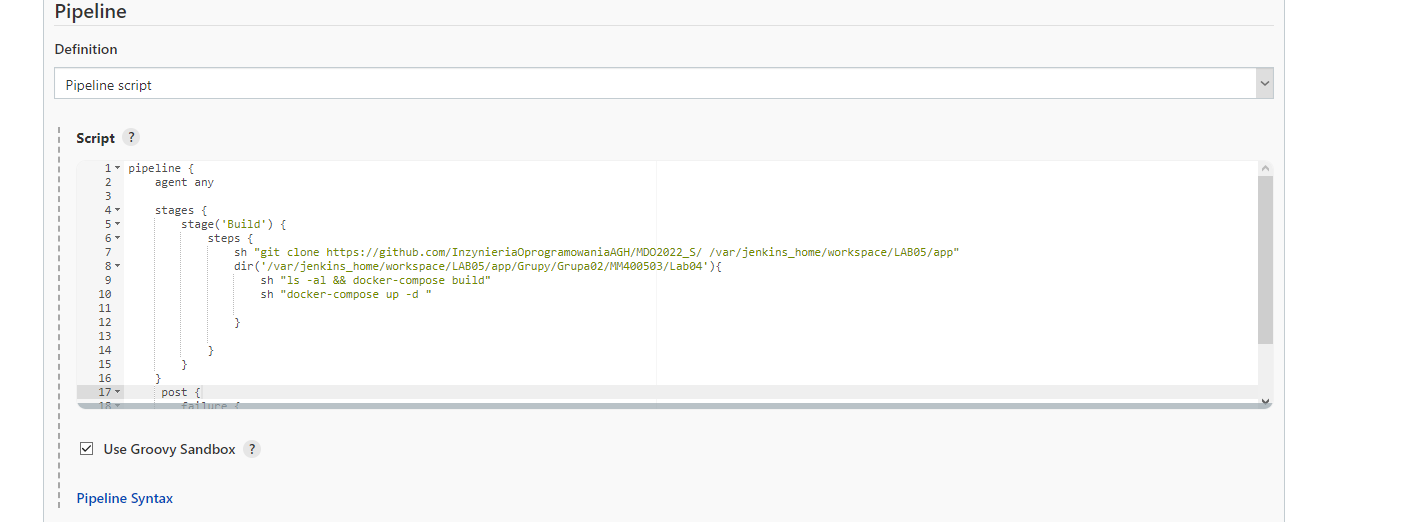 Pipeline
Definition
Pipeline script
Script ?
1 pipeline {
2 agent any
3
4 stages {
5 stage('Build') {
6 steps {
7 sh "git clone https://github.com/InzynieriaOprogramowaniaAGH/MDO2022_S/ /var/jenkins_home/workspace/LAB05/app"
8 dir('/var/jenkins_home/workspace/LAB05/app/Grupy/Grupa02/MM400503/Lab04'){
9 sh "ls -al && docker-compose build"
10 sh "docker-compose up -d "
11
12 }
13
14 }
15 }
16 }
17 post {
18 failure {
Use Groovy Sandbox ?
Pipeline Syntax